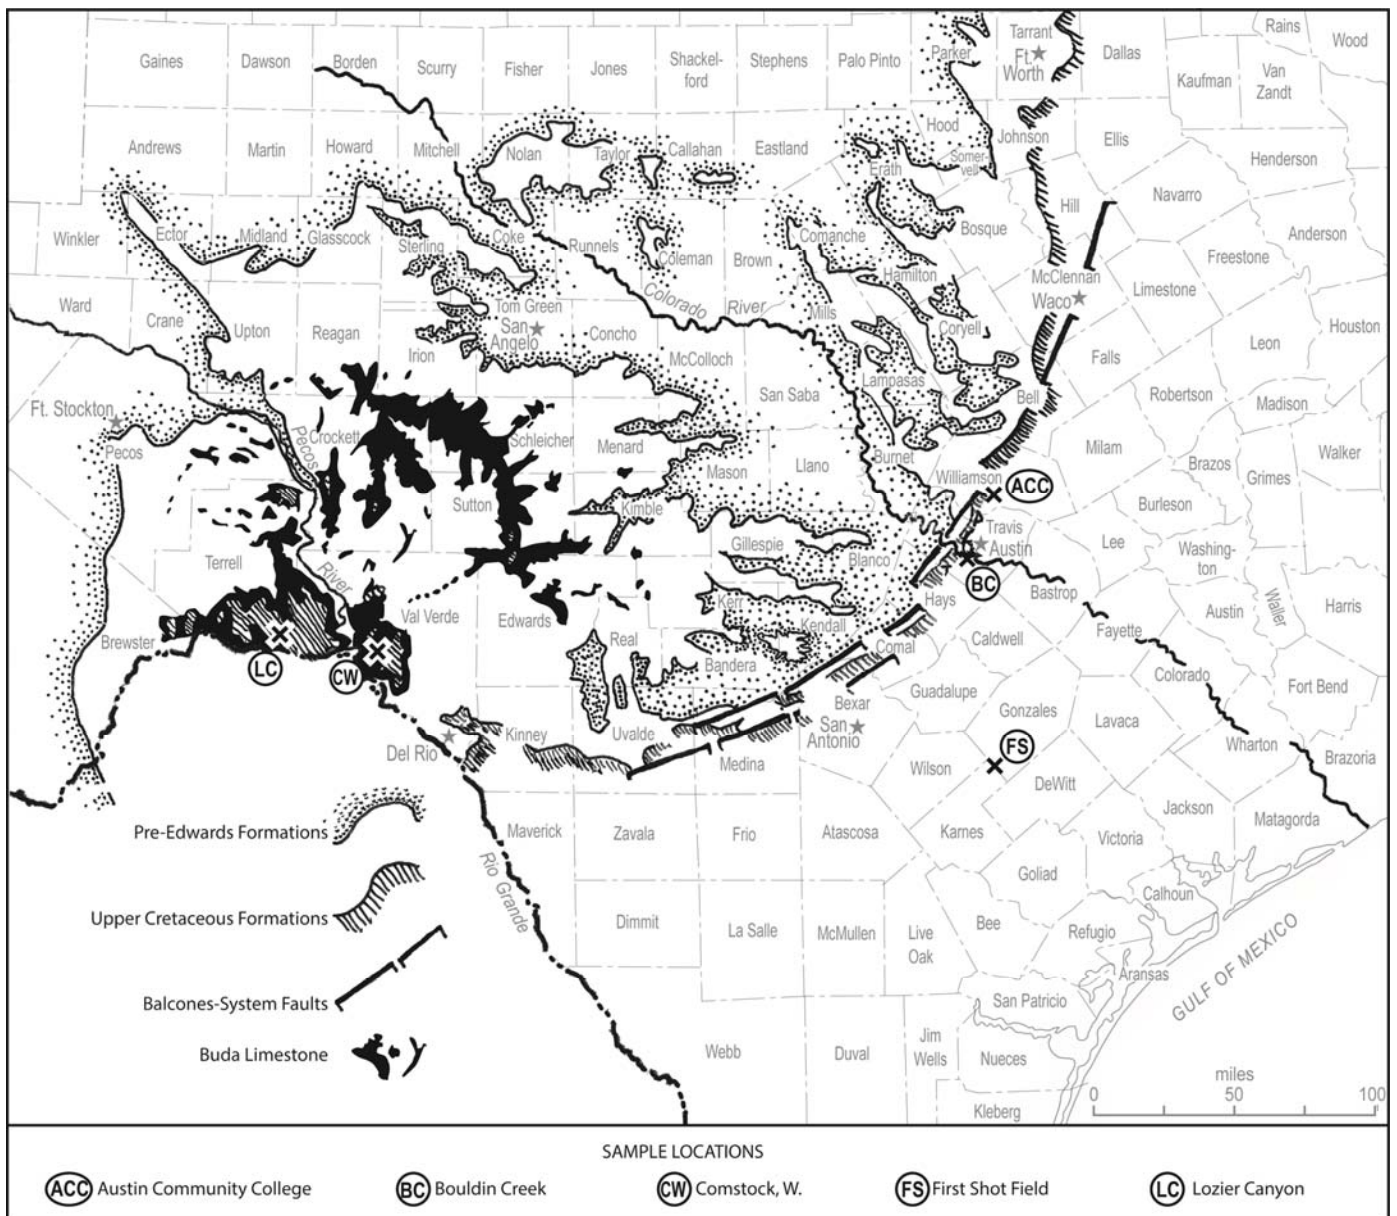 Gaines
Dawson
Borden
Scurry
Fisher
Jones
Shackel-
ford
Stephens
Palo Pinto
Parker
Tarrant
Ft.
Worth
Dallas
Rains
Wood
Kaufman
Van
Zandt
Andrews
Martin
Howard
Mitchell
Nolan
Taylor
Callahan
Eastland
Hood
Erath
Somer-
vell
Johnson
Ellis
Henderson
Navarro
Winkler
Ector
Midland
Glasscock
Sterling
Coke
Runnels
Coleman
Brown
Comanche
Hamilton
Bosque
Hill
McClennan
Waco
Limestone
Freestone
Anderson
Ward
Crane
Upton
Reagan
Irion
Tom Green
San
Angelo
Concho
Colorado River
McColloch
Mills
San Saba
Lampasas
Coryell
Bell
Falls
Leon
Houston
Robertson
Madison
Walker
Ft. Stockton
Pecos
Pecos
River
Crockett
Schleicher
Menard
Mason
Llano
Burnet
Williamson
ACC
Milam
Brazos
Grimes
Burleson
Sutton
Kimble
Gillespie
Blanco
Travis
Austin
BC
Lee
Washing-
ton
Bastrop
Austin
Waller
Harris
Terrell
Brewster
LC
CW
Val Verde
Edwards
Real
Kerr
Kendall
Bandera
Hays
Comal
Caldwell
Fayette
Colorado
Fort Bend
Guadalupe
Gonzales
Lavaca
Wharton
Brazoria
Bexar
San
Antonio
FS
Wilson
DeWitt
Jackson
Matagorda
Del Rio
Kinney
Uvalde
Medina
Maverick
Zavala
Frio
Atascosa
Karnes
Victoria
Goliad
Calhoun
Rio Grande
Dimmit
La Salle
McMullen
Live
Oak
Bee
Refugio
Aransas
San Patricio
GULF OF MEXICO
Webb
Duval
Jim
Wells
Nueces
Kleberg
Pre-Edwards Formations
Upper Cretaceous Formations
Balcones-System Faults
Buda Limestone
miles
0 50 100
SAMPLE LOCATIONS
ACC Austin Community College BC Bouldin Creek CW Comstock, W. FS First Shot Field LC Lozier Canyon